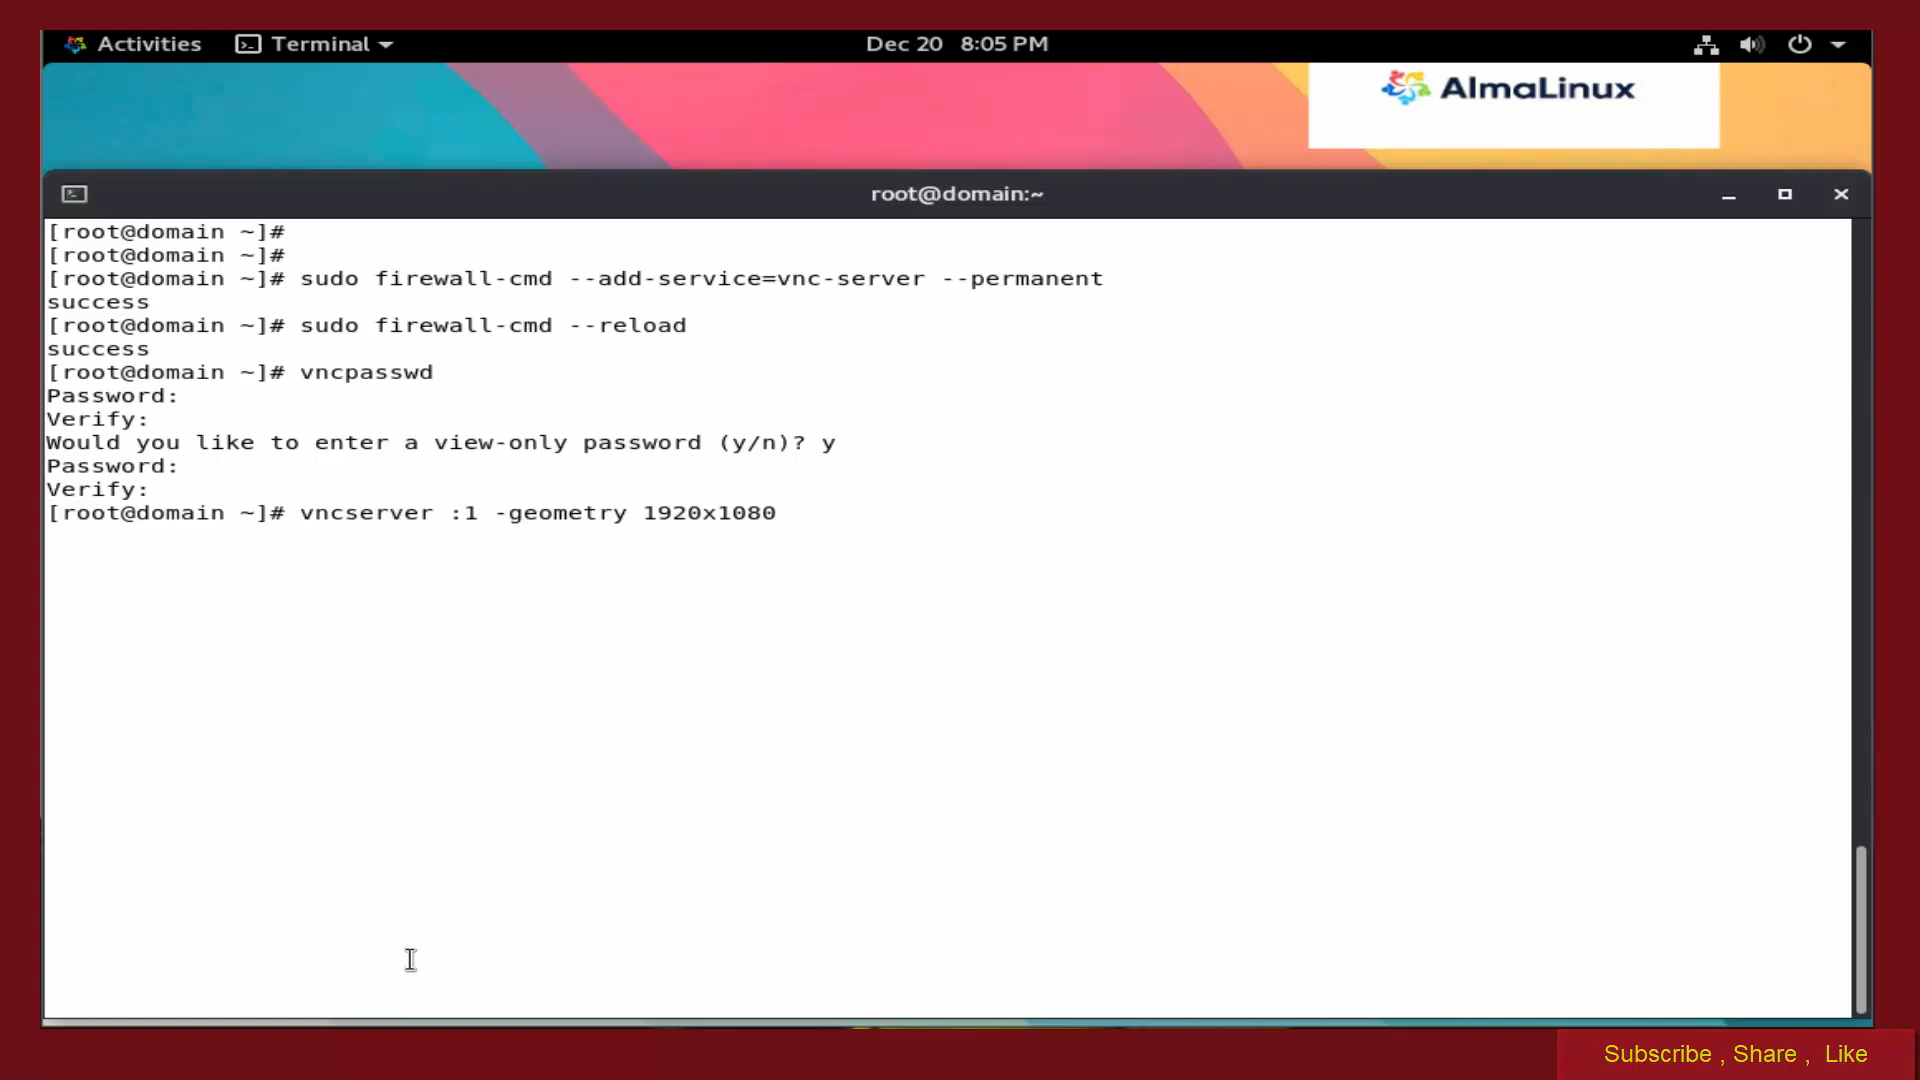 Activities Terminal Dec 20 8:05 PM
AlmaLinux
root@domain:~
[root@domain ~]#
[root@domain ~]#
[root@domain ~]# sudo firewall-cmd --add-service=vnc-server --permanent
success
[root@domain ~]# sudo firewall-cmd --reload
success
[root@domain ~]# vncpasswd
Password:
Verify:
Would you like to enter a view-only password (y/n)? y
Password:
Verify:
[root@domain ~]# vncserver :1 -geometry 1920x1080
Subscribe , Share , Like